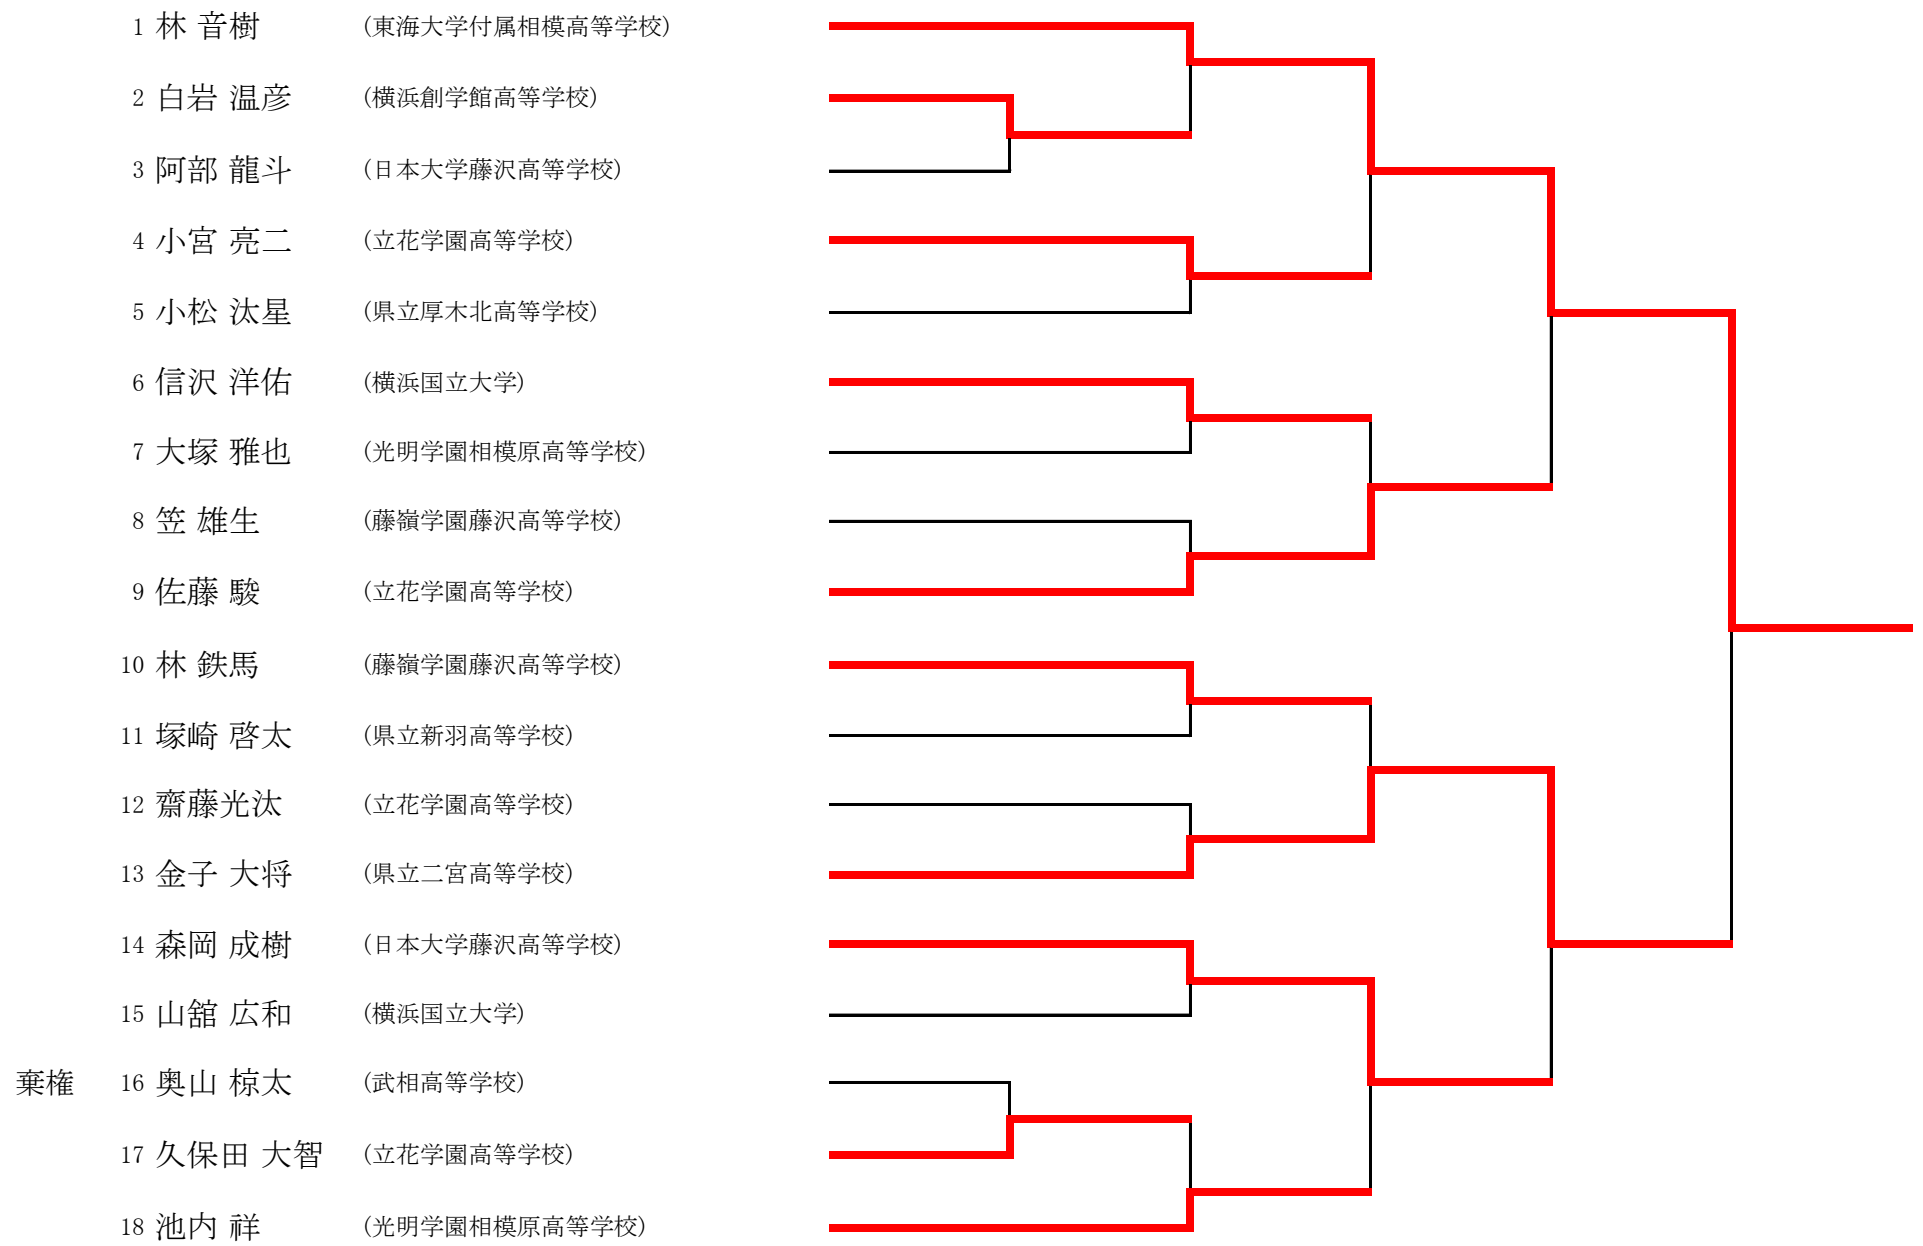 1 林 音樹 (東海大学付属相模高等学校)
2 白岩 温彦 (横浜創学館高等学校)
3 阿部 龍斗 (日本大学藤沢高等学校)
4 小宮 亮二 (立花学園高等学校)
5 小松 汰星 (県立厚木北高等学校)
6 信沢 洋佑 (横浜国立大学)
7 大塚 雅也 (光明学園相模原高等学校)
8 笠 雄生 (藤嶺学園藤沢高等学校)
9 佐藤 駿 (立花学園高等学校)
10 林 鉄馬 (藤嶺学園藤沢高等学校)
11 塚崎 啓太 (県立新羽高等学校)
12 齋藤光汰 (立花学園高等学校)
13 金子 大将 (県立二宮高等学校)
14 森岡 成樹 (日本大学藤沢高等学校)
15 山舘 広和 (横浜国立大学)
棄権 16 奥山 椋太 (武相高等学校)
17 久保田 大智 (立花学園高等学校)
18 池内 祥 (光明学園相模原高等学校)